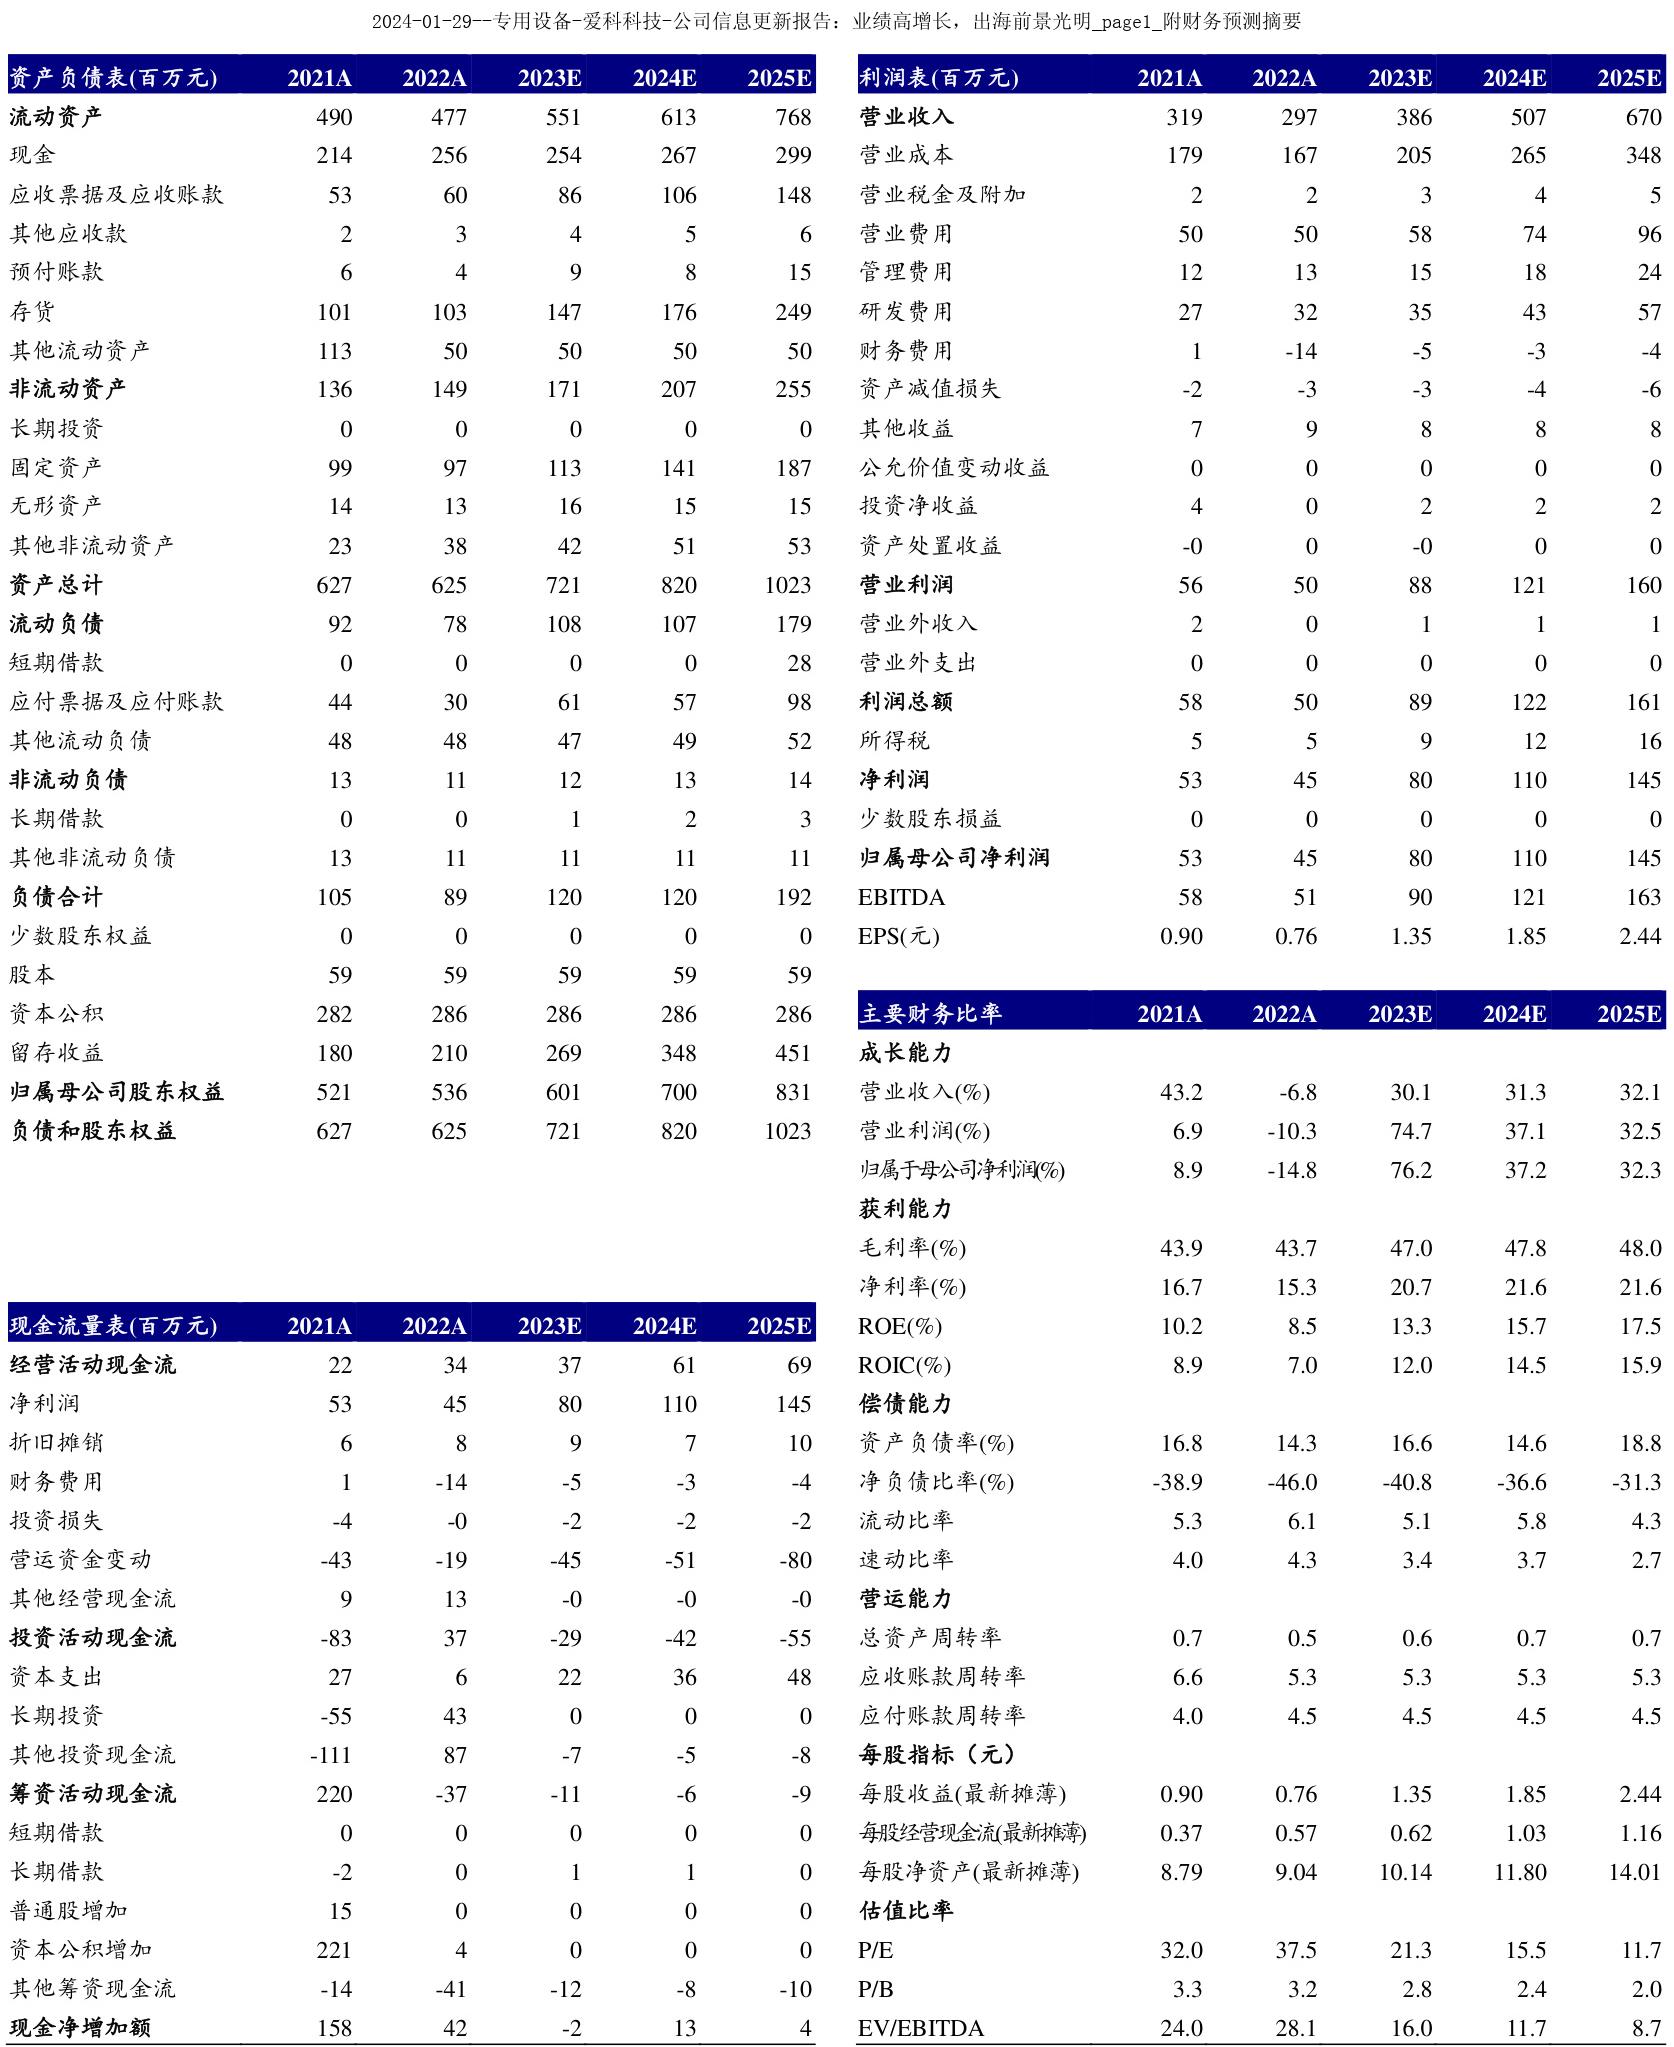 2024-01-29--专用设备-爱科科技-公司信息更新报告：业绩高增长，出海前景光明_page1_附财务预测摘要
资产负债表(百万元) 2021A 2022A 2023E 2024E 2025E
流动资产 490 477 551 613 768
现金 214 256 254 267 299
应收票据及应收账款 53 60 86 106 148
其他应收款 2 3 4 5 6
预付账款 6 4 9 8 15
存货 101 103 147 176 249
其他流动资产 113 50 50 50 50
非流动资产 136 149 171 207 255
长期投资 0 0 0 0 0
固定资产 99 97 113 141 187
无形资产 14 13 16 15 15
其他非流动资产 23 38 42 51 53
资产总计 627 625 721 820 1023
流动负债 92 78 108 107 179
短期借款 0 0 0 0 28
应付票据及应付账款 44 30 61 57 98
其他流动负债 48 48 47 49 52
非流动负债 13 11 12 13 14
长期借款 0 0 1 2 3
其他非流动负债 13 11 11 11 11
负债合计 105 89 120 120 192
少数股东权益 0 0 0 0 0
股本 59 59 59 59 59
资本公积 282 286 286 286 286
留存收益 180 210 269 348 451
归属母公司股东权益 521 536 601 700 831
负债和股东权益 627 625 721 820 1023
现金流量表(百万元) 2021A 2022A 2023E 2024E 2025E
经营活动现金流 22 34 37 61 69
净利润 53 45 80 110 145
折旧摊销 6 8 9 7 10
财务费用 1 -14 -5 -3 -4
投资损失 -4 -0 -2 -2 -2
营运资金变动 -43 -19 -45 -51 -80
其他经营现金流 9 13 -0 -0 -0
投资活动现金流 -83 37 -29 -42 -55
资本支出 27 6 22 36 48
长期投资 -55 43 0 0 0
其他投资现金流 -111 87 -7 -5 -8
筹资活动现金流 220 -37 -11 -6 -9
短期借款 0 0 0 0 0
长期借款 -2 0 1 1 0
普通股增加 15 0 0 0 0
资本公积增加 221 4 0 0 0
其他筹资现金流 -14 -41 -12 -8 -10
现金净增加额 158 42 -2 13 4
利润表(百万元) 2021A 2022A 2023E 2024E 2025E
营业收入 319 297 386 507 670
营业成本 179 167 205 265 348
营业税金及附加 2 2 3 4 5
营业费用 50 50 58 74 96
管理费用 12 13 15 18 24
研发费用 27 32 35 43 57
财务费用 1 -14 -5 -3 -4
资产减值损失 -2 -3 -3 -4 -6
其他收益 7 9 8 8 8
公允价值变动收益 0 0 0 0 0
投资净收益 4 0 2 2 2
资产处置收益 -0 0 -0 0 0
营业利润 56 50 88 121 160
营业外收入 2 0 1 1 1
营业外支出 0 0 0 0 0
利润总额 58 50 89 122 161
所得税 5 5 9 12 16
净利润 53 45 80 110 145
少数股东损益 0 0 0 0 0
归属母公司净利润 53 45 80 110 145
EBITDA 58 51 90 121 163
EPS(元) 0.90 0.76 1.35 1.85 2.44
主要财务比率 2021A 2022A 2023E 2024E 2025E
成长能力
营业收入(%) 43.2 -6.8 30.1 31.3 32.1
营业利润(%) 6.9 -10.3 74.7 37.1 32.5
归属于母公司净利润(%) 8.9 -14.8 76.2 37.2 32.3
获利能力
毛利率(%) 43.9 43.7 47.0 47.8 48.0
净利率(%) 16.7 15.3 20.7 21.6 21.6
ROE(%) 10.2 8.5 13.3 15.7 17.5
ROIC(%) 8.9 7.0 12.0 14.5 15.9
偿债能力
资产负债率(%) 16.8 14.3 16.6 14.6 18.8
净负债比率(%) -38.9 -46.0 -40.8 -36.6 -31.3
流动比率 5.3 6.1 5.1 5.8 4.3
速动比率 4.0 4.3 3.4 3.7 2.7
营运能力
总资产周转率 0.7 0.5 0.6 0.7 0.7
应收账款周转率 6.6 5.3 5.3 5.3 5.3
应付账款周转率 4.0 4.5 4.5 4.5 4.5
每股指标（元）
每股收益(最新摊薄) 0.90 0.76 1.35 1.85 2.44
每股经营现金流(最新摊薄) 0.37 0.57 0.62 1.03 1.16
每股净资产(最新摊薄) 8.79 9.04 10.14 11.80 14.01
估值比率
P/E 32.0 37.5 21.3 15.5 11.7
P/B 3.3 3.2 2.8 2.4 2.0
EV/EBITDA 24.0 28.1 16.0 11.7 8.7